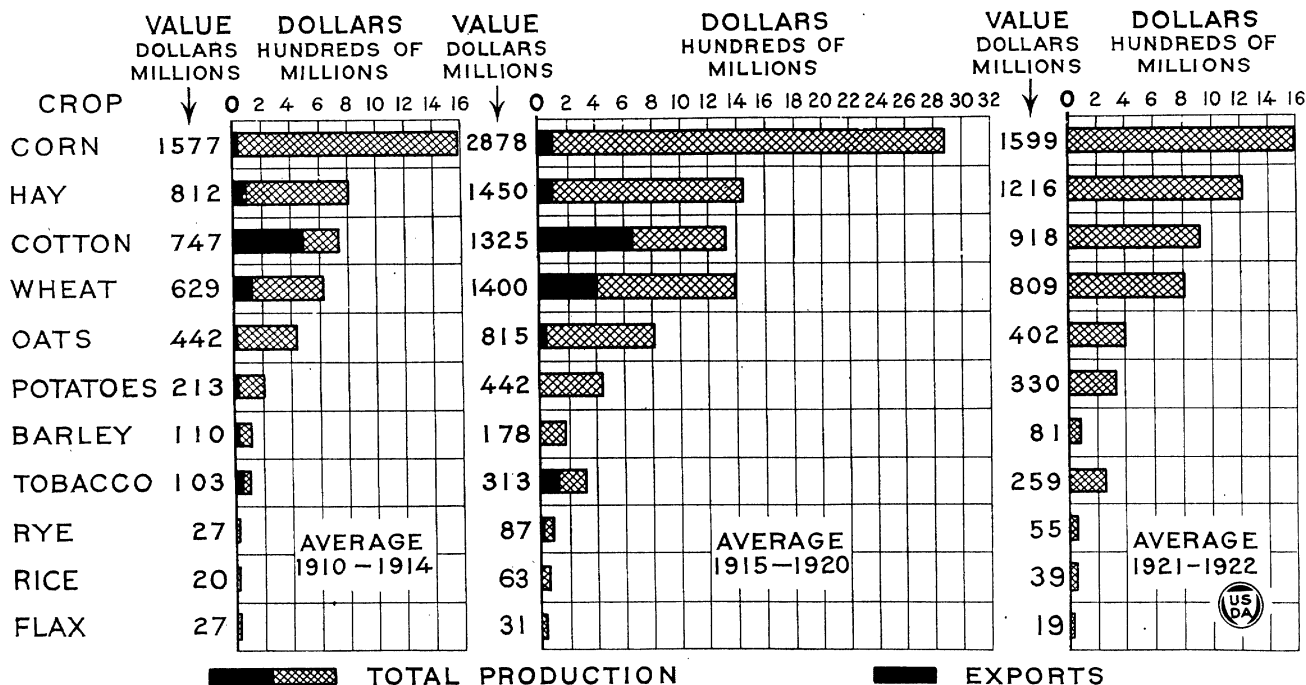 VALUE DOLLARS VALUE DOLLARS VALUE DOLLARS
DOLLARS HUNDREDS OF DOLLARS HUNDREDS OF DOLLARS HUNDREDS OF
MILLIONS MILLIONS MILLIONS MILLIONS MILLIONS MILLIONS
CROP 0 2 4 6 8 10 12 14 16 0 2 4 6 8 10 12 14 16 18 20 22 24 26 28 30 32 0 2 4 6 8 10 12 14 16
CORN 1577 2878 1599
HAY 812 1450 1216
COTTON 747 1325 918
WHEAT 629 1400 809
OATS 442 815 402
POTATOES 213 442 330
BARLEY 110 178 81
TOBACCO 103 313 259
RYE 27 87 55
AVERAGE AVERAGE AVERAGE
1910–1914 1915–1920 1921–1922
RICE 20 63 39
US
DA
FLAX 27 31 19
TOTAL PRODUCTION EXPORTS